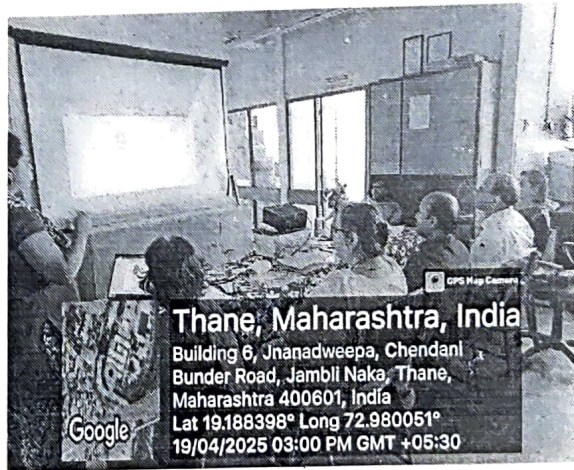 GPS Map Camera
Thane, Maharashtra, India
Building 6, Jnanadweepa, Chendani
Bunder Road, Jambli Naka, Thane,
Maharashtra 400601, India
Lat 19.188398° Long 72.980051°
19/04/2025 03:00 PM GMT +05:30
Google